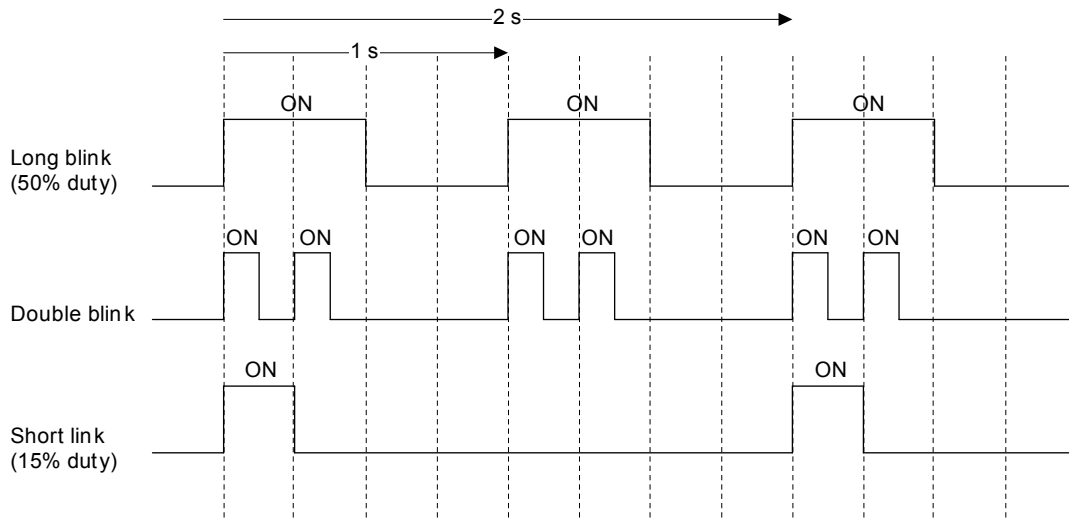 2 s
1 s
ON ON ON
Long blink
(50% duty)
ON ON ON ON ON ON
Double blink
ON ON
Short link
(15% duty)